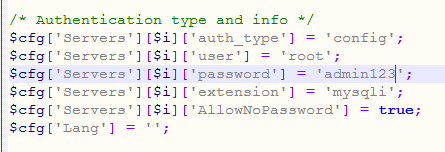 /* Authentication type and info */
$cfg['Servers'][$i]['auth_type'] = 'config';
$cfg['Servers'][$i]['user'] = 'root';
$cfg['Servers'][$i]['password'] = 'admin123';
$cfg['Servers'][$i]['extension'] = 'mysqli';
$cfg['Servers'][$i]['AllowNoPassword'] = true;
$cfg['Lang'] = '';